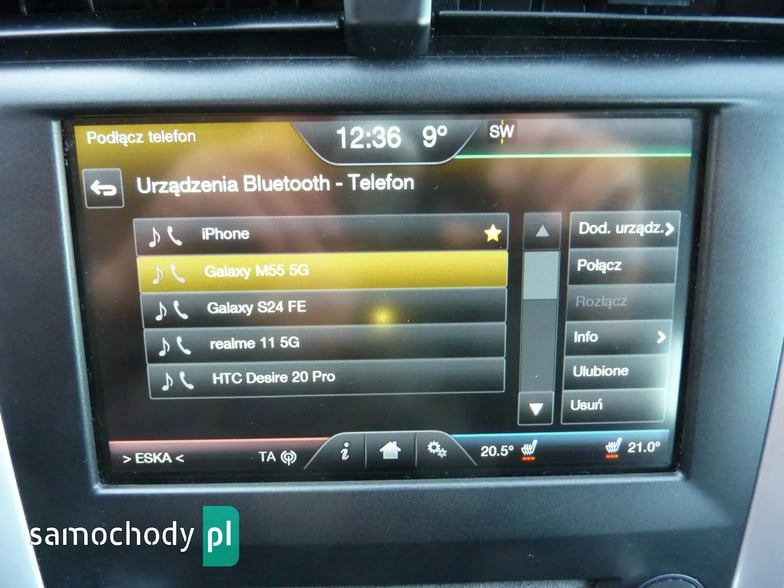 Podłącz telefon
12:36 9° SW
Urządzenia Bluetooth - Telefon
iPhone
Galaxy M55 5G
Galaxy S24 FE
realme 11 5G
HTC Desire 20 Pro
Dod. urządz.
Połącz
Rozłącz
Info
Ulubione
Usuń
> ESKA < TA i 20.5° 21.0°
samochody pl